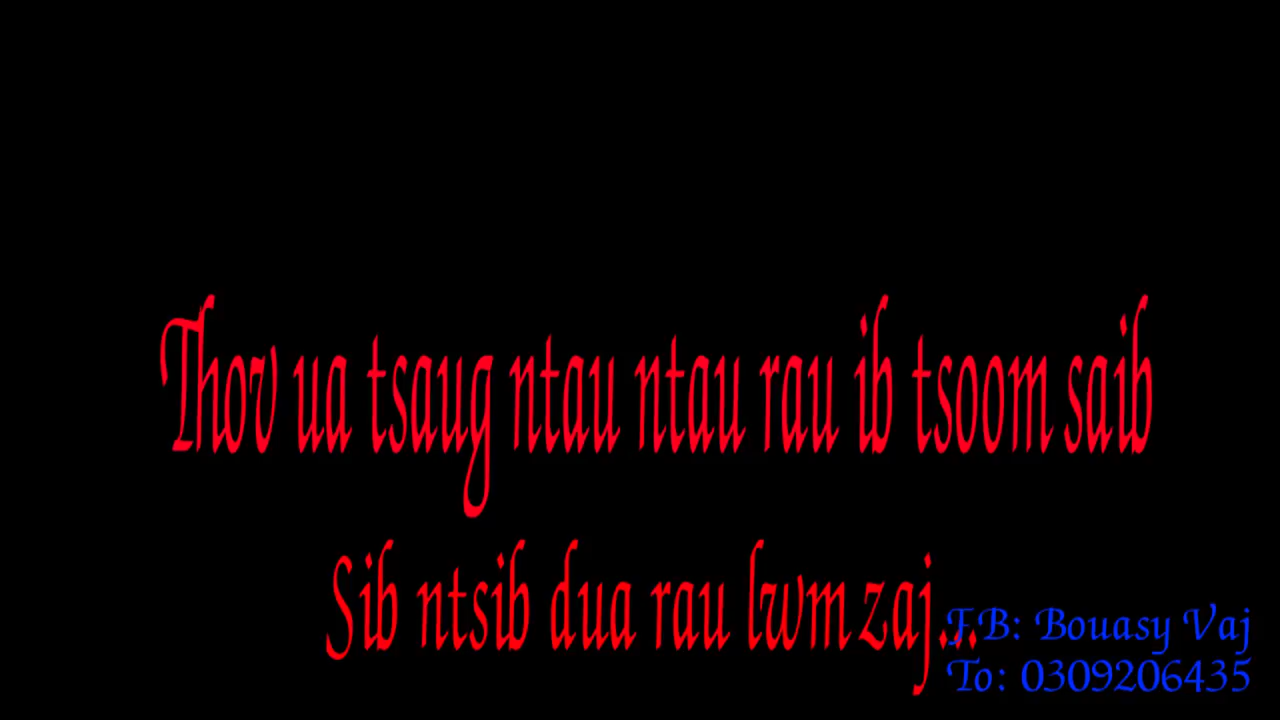 Thov ua tsaug ntau ntau rau ib tsoom saib
Sib ntsib dua rau lwm zaj...
FB: Bouasy Vaj
To: 0309206435